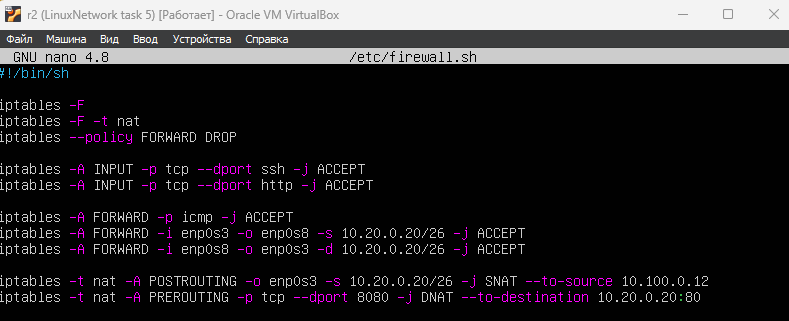 r2 (LinuxNetwork task 5) [Работает] - Oracle VM VirtualBox
Файл Машина Вид Ввод Устройства Справка
GNU nano 4.8 /etc/firewall.sh
#!/bin/sh
iptables -F
iptables -F -t nat
iptables --policy FORWARD DROP
iptables -A INPUT -p tcp --dport ssh -j ACCEPT
iptables -A INPUT -p tcp --dport http -j ACCEPT
iptables -A FORWARD -p icmp -j ACCEPT
iptables -A FORWARD -i enp0s3 -o enp0s8 -s 10.20.0.20/26 -j ACCEPT
iptables -A FORWARD -i enp0s8 -o enp0s3 -d 10.20.0.20/26 -j ACCEPT
iptables -t nat -A POSTROUTING -o enp0s3 -s 10.20.0.20/26 -j SNAT --to-source 10.100.0.12
iptables -t nat -A PREROUTING -p tcp --dport 8080 -j DNAT --to-destination 10.20.0.20:80